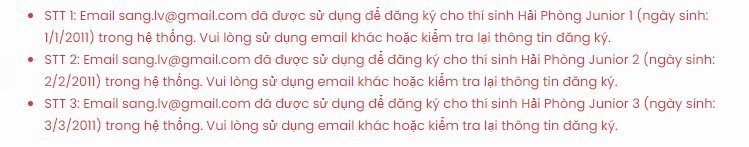 • STT 1: Email sang.lv@gmail.com đã được sử dụng để đăng ký cho thí sinh Hải Phòng Junior 1 (ngày sinh:
1/1/2011) trong hệ thống. Vui lòng sử dụng email khác hoặc kiểm tra lại thông tin đăng ký.
• STT 2: Email sang.lv@gmail.com đã được sử dụng để đăng ký cho thí sinh Hải Phòng Junior 2 (ngày sinh:
2/2/2011) trong hệ thống. Vui lòng sử dụng email khác hoặc kiểm tra lại thông tin đăng ký.
• STT 3: Email sang.lv@gmail.com đã được sử dụng để đăng ký cho thí sinh Hải Phòng Junior 3 (ngày sinh:
3/3/2011) trong hệ thống. Vui lòng sử dụng email khác hoặc kiểm tra lại thông tin đăng ký.